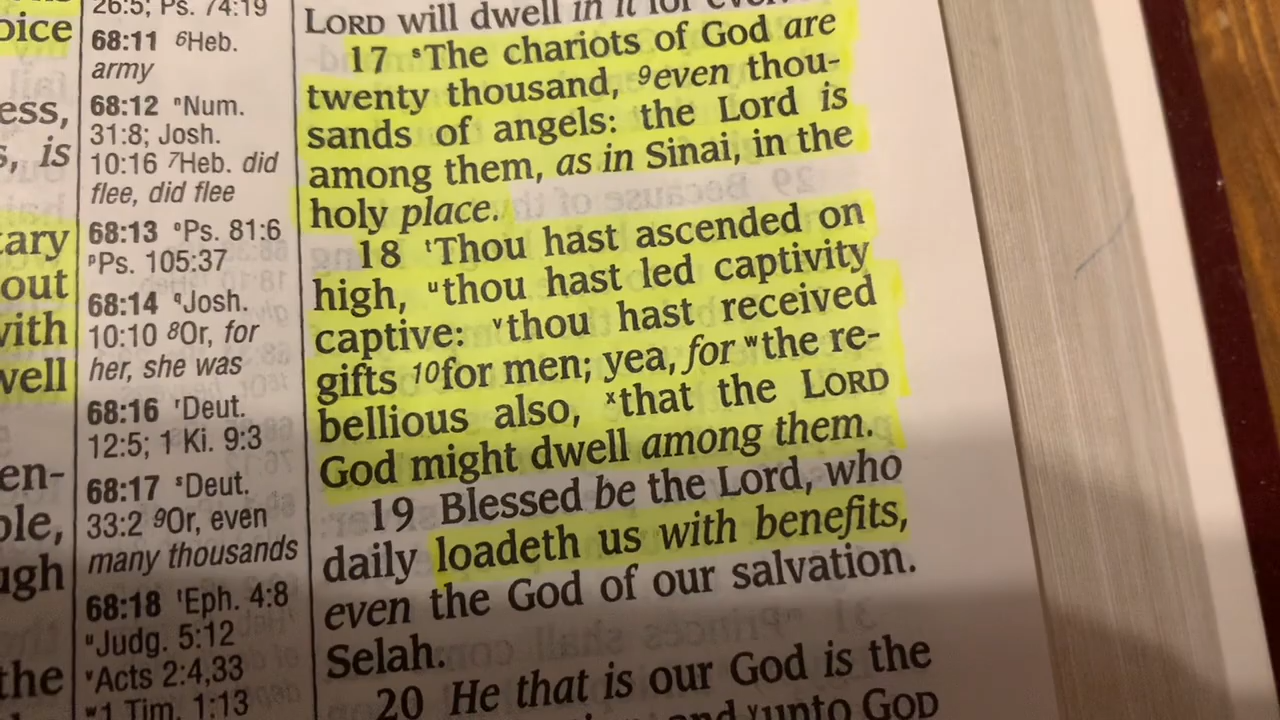 oice
ess,
s, is
tary
out
with
well
en-
ple,
ugh
the
26:5; Ps. 74:19
68:11 6Heb.
army
68:12 nNum.
31:8; Josh.
10:16 7Heb. did
flee, did flee
68:13 oPs. 81:6
pPs. 105:37
68:14 qJosh.
10:10 8Or, for
her, she was
68:16 rDeut.
12:5; 1 Ki. 9:3
68:17 sDeut.
33:2 9Or, even
many thousands
68:18 tEph. 4:8
uJudg. 5:12
vActs 2:4,33
w1 Tim. 1:13
LORD will dwell in it for ever.
17 sThe chariots of God are
twenty thousand, 9even thou-
sands of angels: the Lord is
among them, as in Sinai, in the
holy place.
18 tThou hast ascended on
high, uthou hast led captivity
captive: vthou hast received
gifts 10for men; yea, for wthe re-
bellious also, xthat the LORD
God might dwell among them.
19 Blessed be the Lord, who
daily loadeth us with benefits,
even the God of our salvation.
Selah.
20 He that is our God is the
and yunto GOD